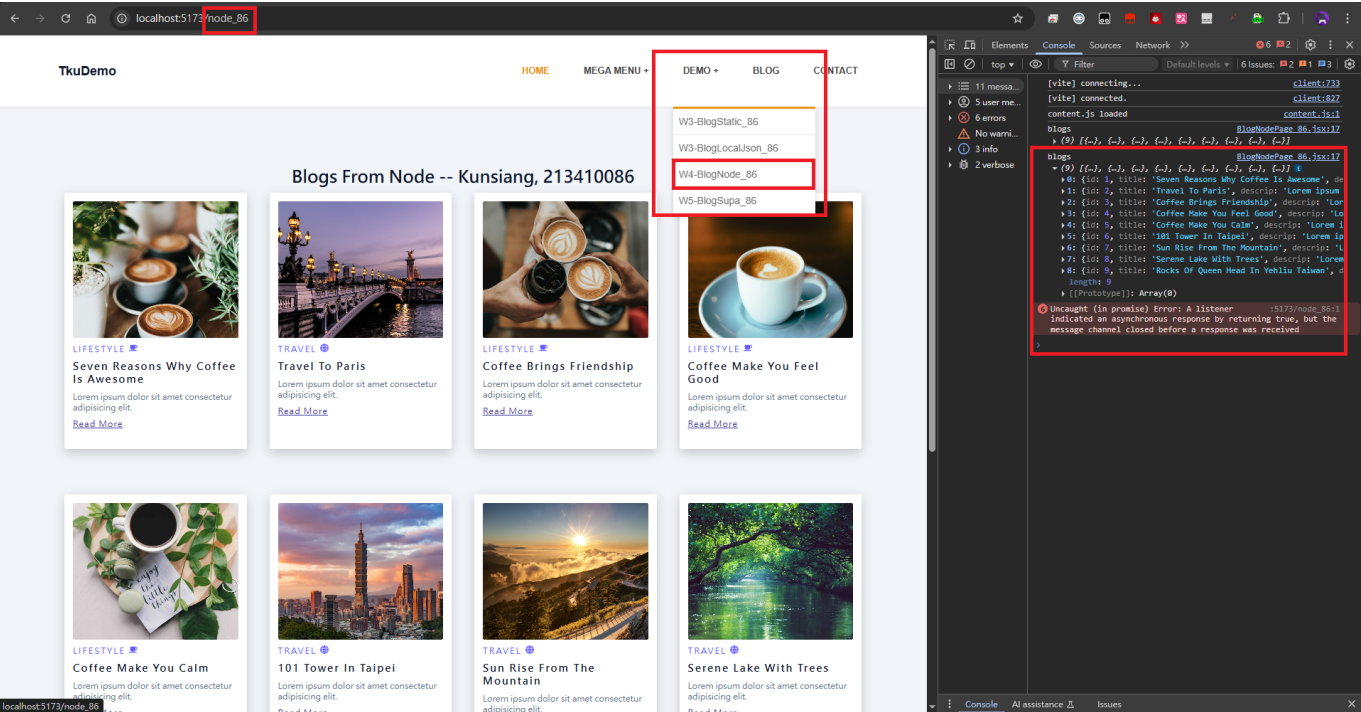 localhost:5173/node_86
TkuDemo
HOME
MEGA MENU +
DEMO +
BLOG
CONTACT
W3-BlogStatic_86
W3-BlogLocalJson_86
W4-BlogNode_86
W5-BlogSupa_86
Blogs From Node -- Kunsiang, 213410086
LIFESTYLE
Seven Reasons Why Coffee
Is Awesome
Lorem ipsum dolor sit amet consectetur
adipisicing elit.
Read More
TRAVEL
Travel To Paris
Lorem ipsum dolor sit amet consectetur
adipisicing elit.
Read More
LIFESTYLE
Coffee Brings Friendship
Lorem ipsum dolor sit amet consectetur
adipisicing elit.
Read More
LIFESTYLE
Coffee Make You Feel
Good
Lorem ipsum dolor sit amet consectetur
adipisicing elit.
Read More
enjoy
the
little
things
LIFESTYLE
Coffee Make You Calm
Lorem ipsum dolor sit amet consectetur
adipisicing elit.
TRAVEL
101 Tower In Taipei
Lorem ipsum dolor sit amet consectetur
adipisicing elit.
Read More
TRAVEL
Sun Rise From The
Mountain
Lorem ipsum dolor sit amet consectetur
adipisicing elit.
TRAVEL
Serene Lake With Trees
Lorem ipsum dolor sit amet consectetur
adipisicing elit.
Read More
localhost:5173/node_86
Elements Console Sources Network 6 2
top Filter Default levels 6 Issues: 2 1 3
11 messa...
5 user me...
6 errors
No warni...
3 info
2 verbose
[vite] connecting... client:733
[vite] connected. client:827
content.js loaded content.js:1
blogs BlogNodePage_86.jsx:17
(9) [{…}, {…}, {…}, {…}, {…}, {…}, {…}, {…}, {…}]
blogs BlogNodePage_86.jsx:17
(9) [{…}, {…}, {…}, {…}, {…}, {…}, {…}, {…}, {…}]
0: {id: 1, title: 'Seven Reasons Why Coffee Is Awesome', de
1: {id: 2, title: 'Travel To Paris', descrip: 'Lorem ipsum
2: {id: 3, title: 'Coffee Brings Friendship', descrip: 'Lor
3: {id: 4, title: 'Coffee Make You Feel Good', descrip: 'Lo
4: {id: 5, title: 'Coffee Make You Calm', descrip: 'Lorem i
5: {id: 6, title: '101 Tower In Taipei', descrip: 'Lorem ip
6: {id: 7, title: 'Sun Rise From The Mountain', descrip: 'L
7: {id: 8, title: 'Serene Lake With Trees', descrip: 'Lorem
8: {id: 9, title: 'Rocks Of Queen Head In Yehliu Taiwan', d
length: 9
[[Prototype]]: Array(0)
6 Uncaught (in promise) Error: A listener :5173/node_86:1
indicated an asynchronous response by returning true, but the
message channel closed before a response was received
Console AI assistance Issues